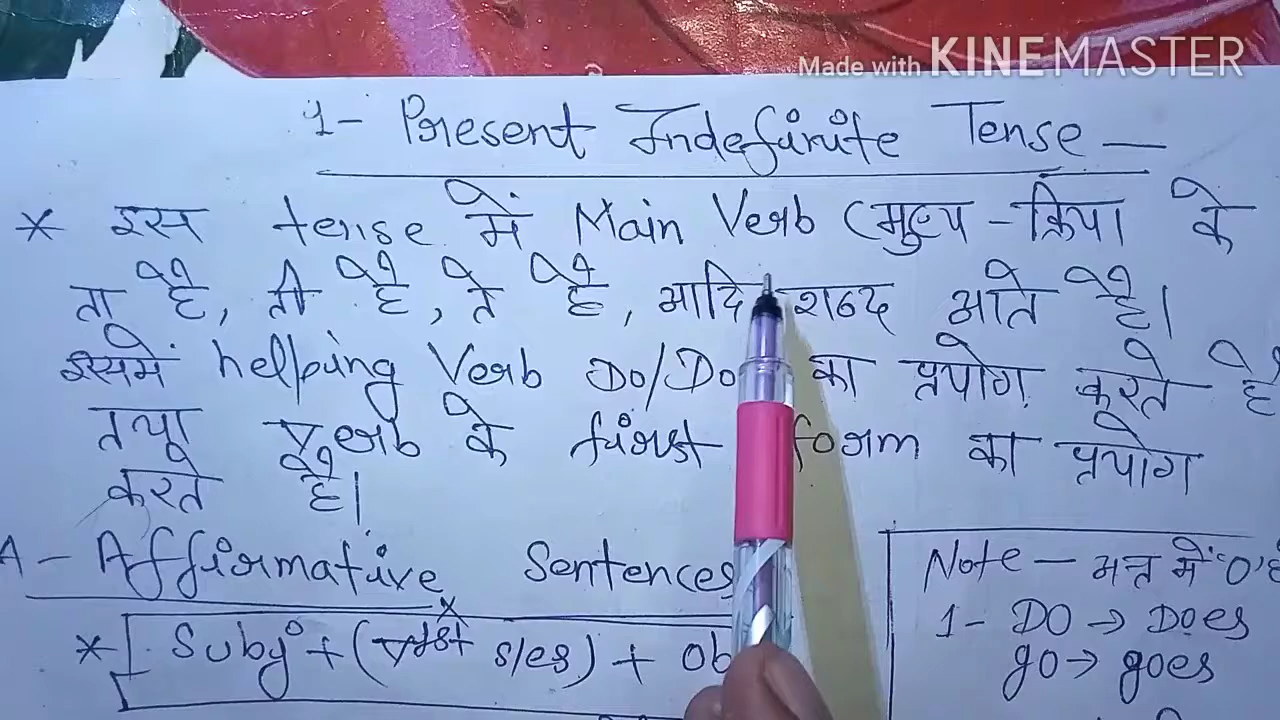 Made with KINEMASTER
1- Present Indefinite Tense —
* इस tense में Main Verb (मुख्य - क्रिया के
ता है, ती है, ते है, आदि शब्द आते है।
इसमें helping Verb Do/Do का प्रयोग करते है
तथा Verb के first form का प्रयोग
करते है।
A - Affirmative Sentences
* Subj + ( s/es) + Ob
Note — अन्त में 'O'
1- DO → Does
go → goes